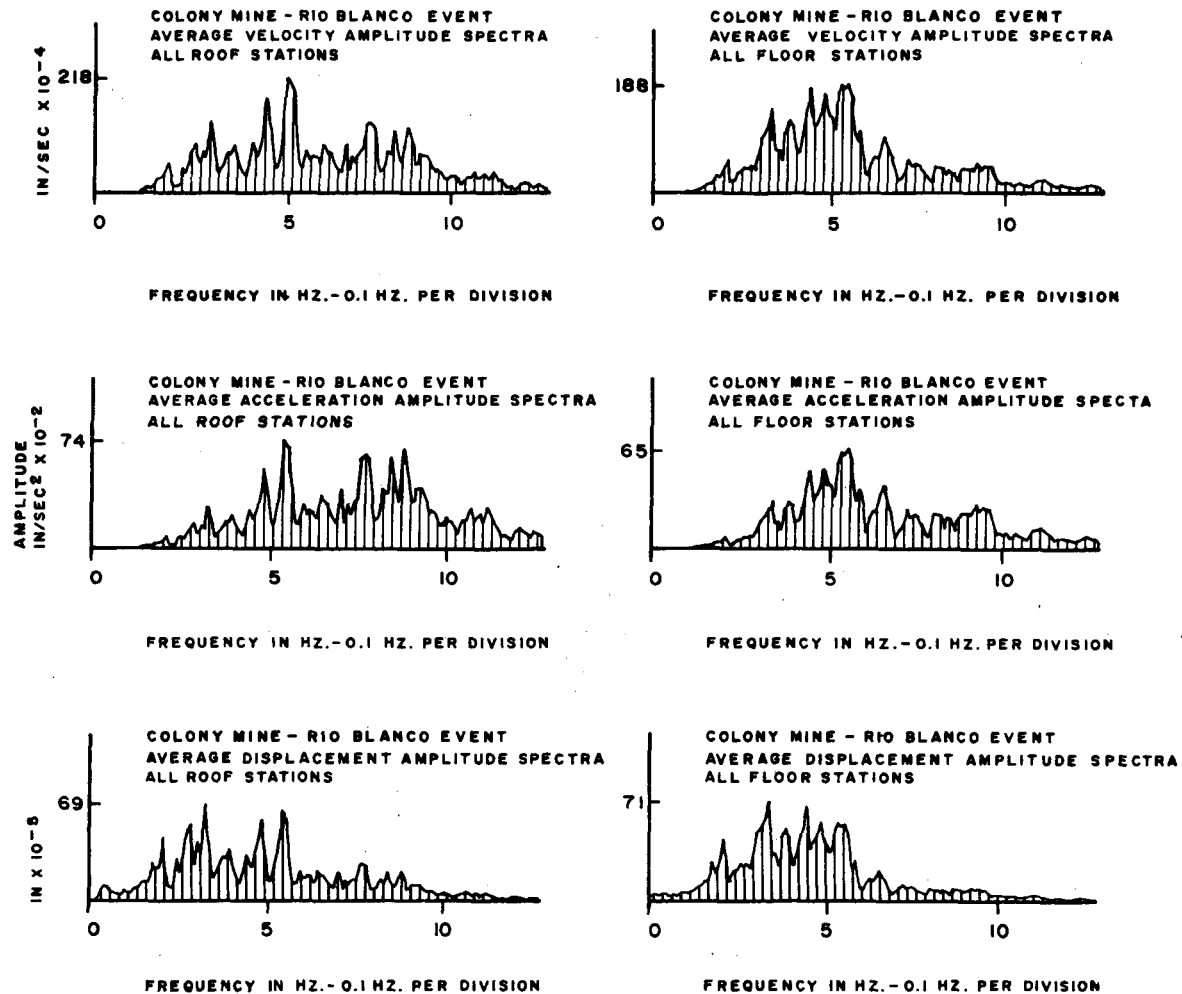 COLONY MINE - RIO BLANCO EVENT
AVERAGE VELOCITY AMPLITUDE SPECTRA
ALL ROOF STATIONS
IN/SEC X10-4
218
0 5 10
FREQUENCY IN HZ.-0.1 HZ. PER DIVISION
COLONY MINE - RIO BLANCO EVENT
AVERAGE VELOCITY AMPLITUDE SPECTRA
ALL FLOOR STATIONS
188
0 5 10
FREQUENCY IN HZ.-0.1 HZ. PER DIVISION
COLONY MINE - RIO BLANCO EVENT
AVERAGE ACCELERATION AMPLITUDE SPECTRA
ALL ROOF STATIONS
AMPLITUDE
IN/SEC² X 10-2
74
0 5 10
FREQUENCY IN HZ.-0.1 HZ. PER DIVISION
COLONY MINE - RIO BLANCO EVENT
AVERAGE ACCELERATION AMPLITUDE SPECTA
ALL FLOOR STATIONS
65
0 5 10
FREQUENCY IN HZ.-0.1 HZ. PER DIVISION
COLONY MINE - RIO BLANCO EVENT
AVERAGE DISPLACEMENT AMPLITUDE SPECTRA
ALL ROOF STATIONS
IN X 10-5
69
0 5 10
FREQUENCY IN HZ.-0.1 HZ. PER DIVISION
COLONY MINE - RIO BLANCO EVENT
AVERAGE DISPLACEMENT AMPLITUDE SPECTRA
ALL FLOOR STATIONS
71
0 5 10
FREQUENCY IN HZ.-0.1 HZ. PER DIVISION